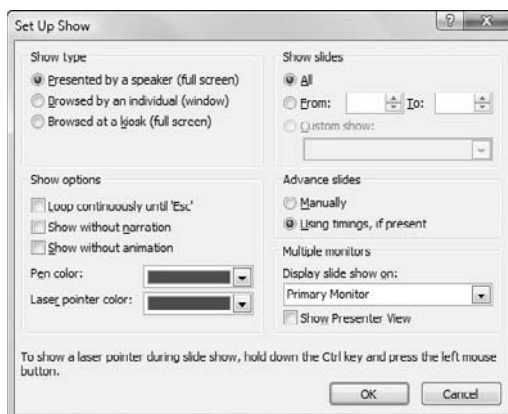 Set Up Show
Show type
Presented by a speaker (full screen)
Browsed by an individual (window)
Browsed at a kiosk (full screen)
Show slides
All
From: To:
Custom show:
Show options
Loop continuously until 'Esc'
Show without narration
Show without animation
Pen color:
Laser pointer color:
Advance slides
Manually
Using timings, if present
Multiple monitors
Display slide show on:
Primary Monitor
Show Presenter View
To show a laser pointer during slide show, hold down the Ctrl key and press the left mouse
button.
OK Cancel